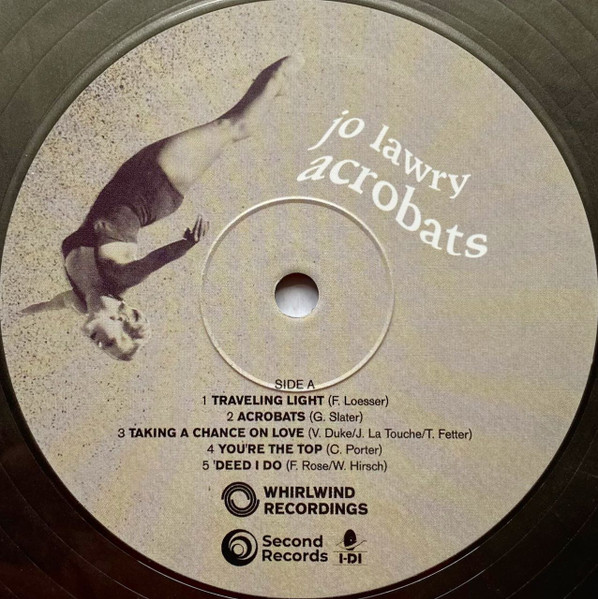 jo lawry
acrobats
SIDE A
1 TRAVELING LIGHT (F. Loesser)
2 ACROBATS (G. Slater)
3 TAKING A CHANCE ON LOVE (V. Duke/J. La Touche/T. Fetter)
4 YOU'RE THE TOP (C. Porter)
5 'DEED I DO (F. Rose/W. Hirsch)
WHIRLWIND
RECORDINGS
Second
Records
I-DI